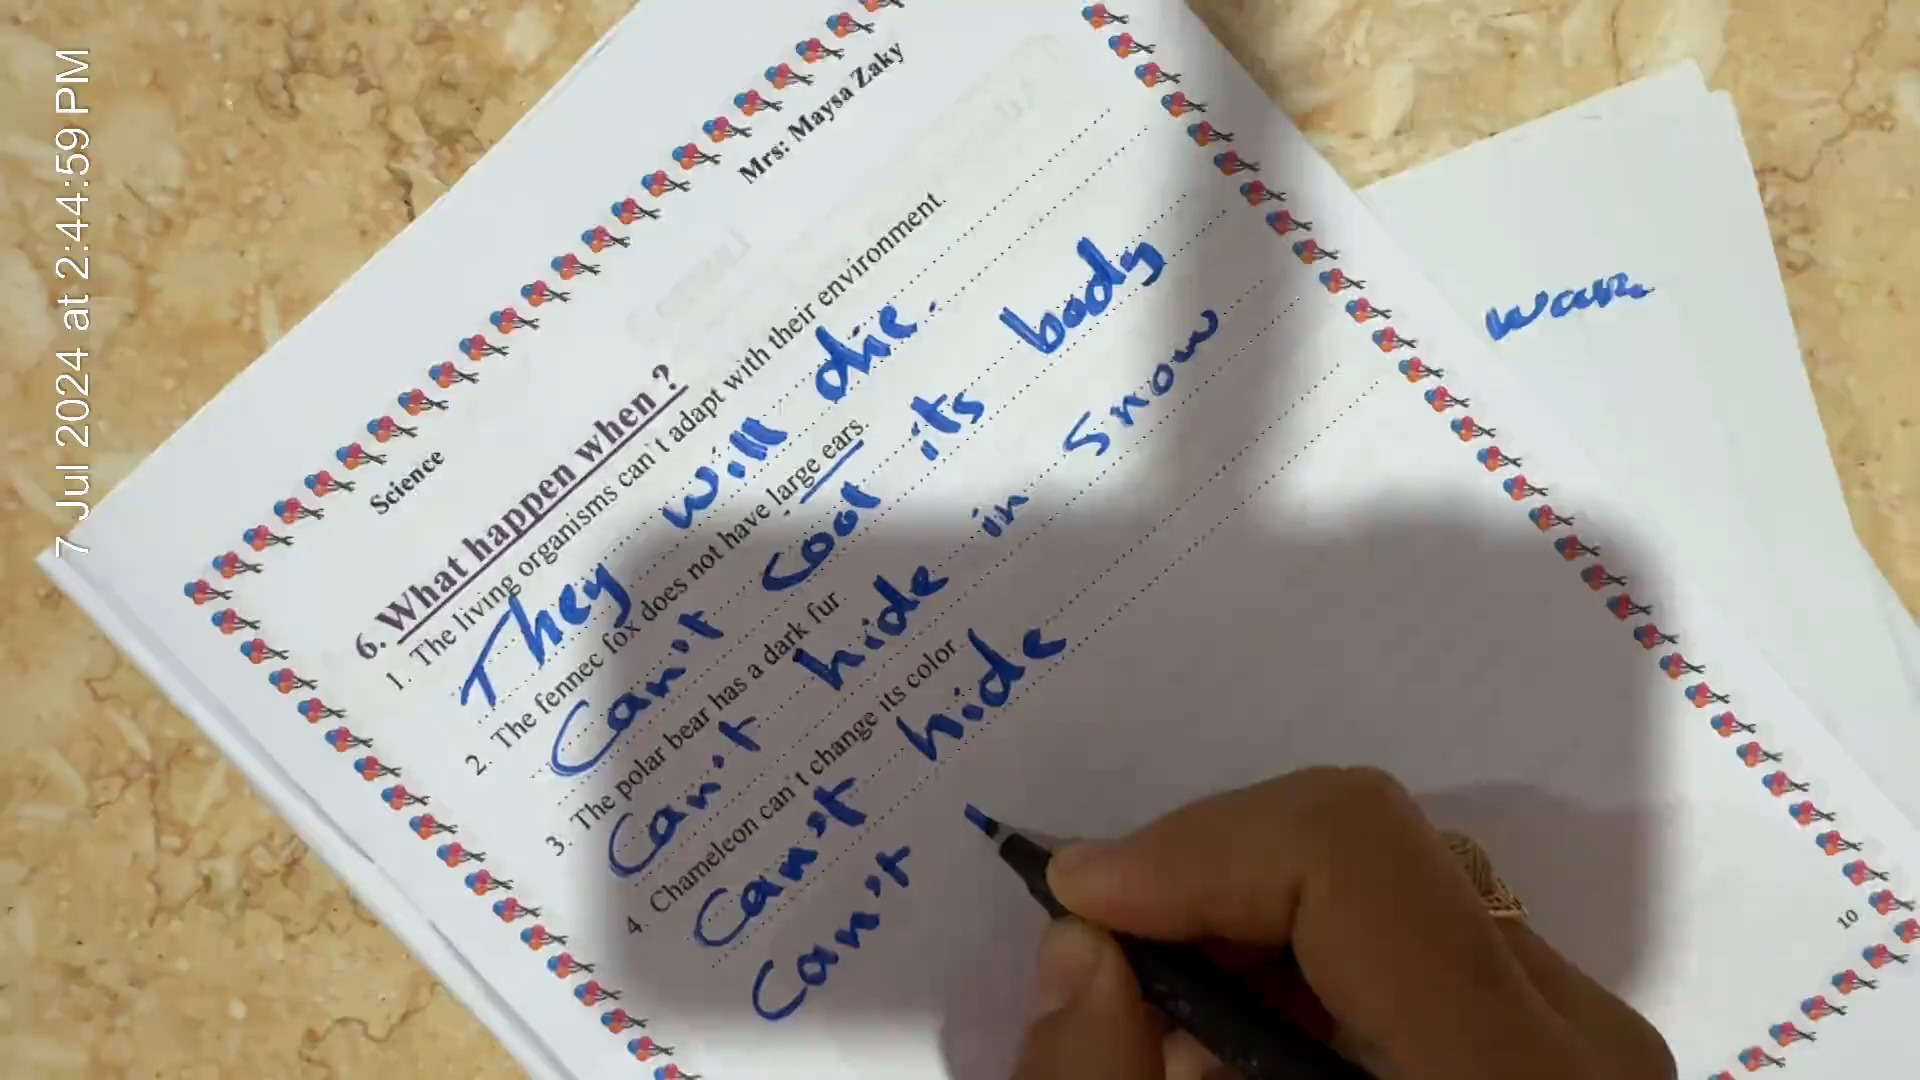 7 Jul 2024 at 2:44:59 PM
Science
Mrs: Maysa Zaky
6. What happen when ?
1. The living organisms can't adapt with their environment.
They will die.
2. The fennec fox does not have large ears.
Can't cool its body
3. The polar bear has a dark fur
Can't hide in snow
4. Chameleon can't change its color
Can't hide
Can't
10